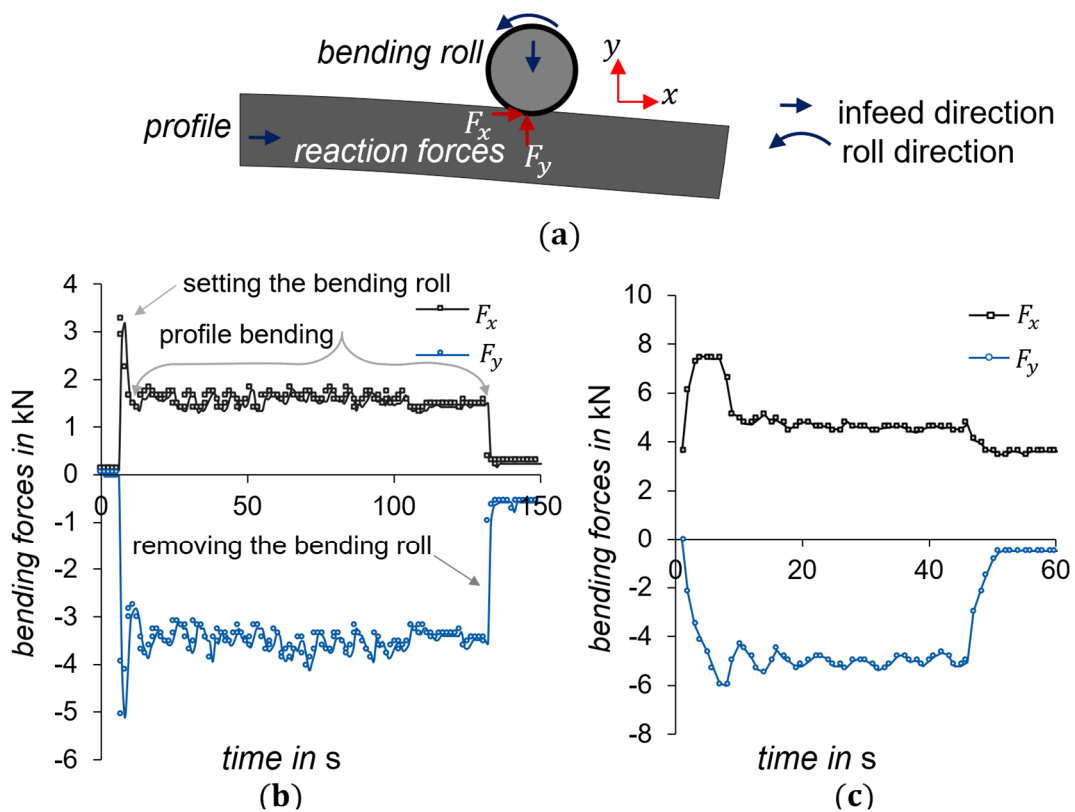 bending roll
y
x
profile
F_x
reaction forces
F_y
infeed direction
roll direction
(a)
4
3
2
1
0
-1
-2
-3
-4
-5
-6
0
50
100
150
setting the bending roll
F_x
profile bending
F_y
removing the bending roll
bending forces in kN
time in s
(b)
10
8
6
4
2
0
-2
-4
-6
-8
0
20
40
60
F_x
F_y
bending forces in kN
time in s
(c)